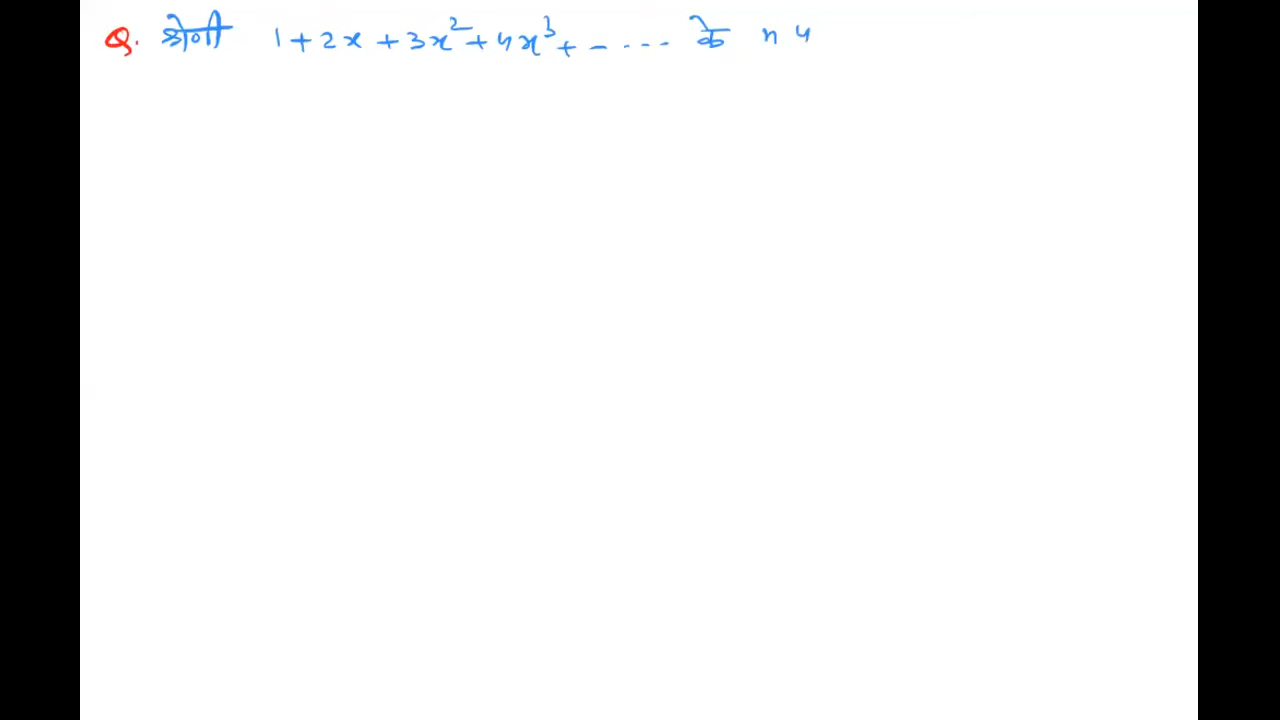 Q. श्रेणी 1 + 2x + 3x² + 4x³ + - .... के n